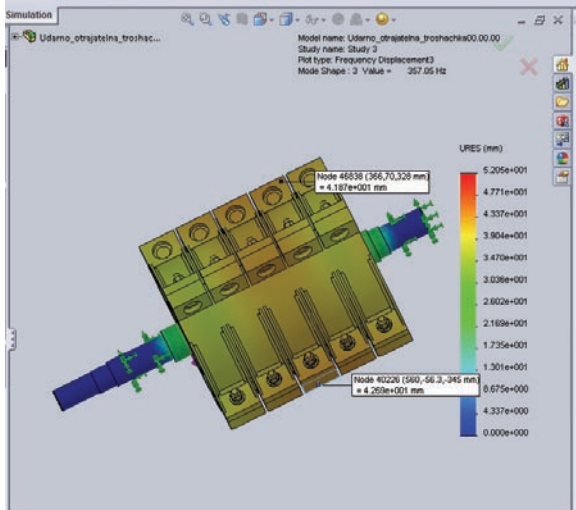 Simulation
Udarno_otrajatelna_troshac...
Model name: Udarno_otrajatelna_troshachka00.00.00
Study name: Study 3
Plot type: Frequency Displacement3
Mode Shape : 3 Value = 357.05 Hz
URES (mm)
5.205e+001
4.771e+001
4.337e+001
3.904e+001
3.470e+001
3.036e+001
2.602e+001
2.169e+001
1.735e+001
1.301e+001
8.675e+000
4.337e+000
0.000e+000
Node 46838 (366,70,328 mm)
= 4.187e+001 mm
Node 40226 (560,-56.3,-345 mm)
= 4.269e+001 mm